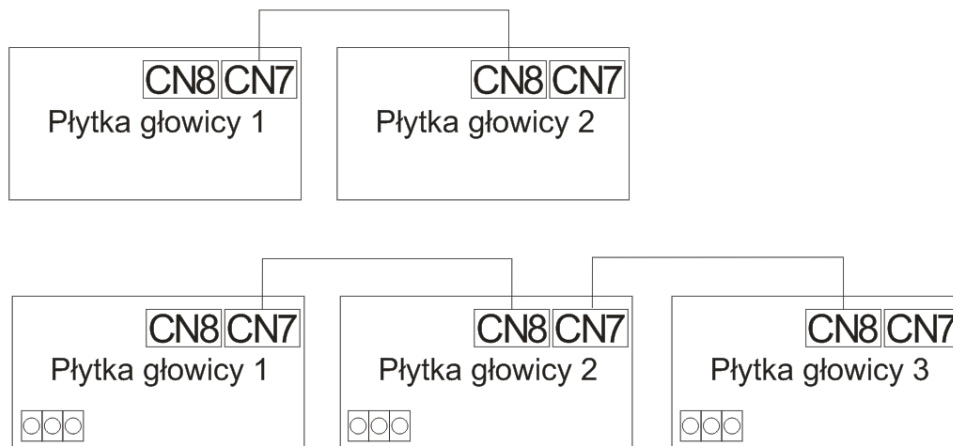 CN8 CN7 CN8 CN7
Płytka głowicy 1 Płytka głowicy 2
CN8 CN7 CN8 CN7 CN8 CN7
Płytka głowicy 1 Płytka głowicy 2 Płytka głowicy 3